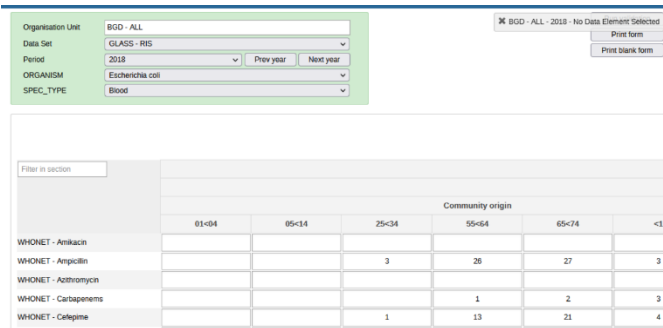 Organisation Unit BGD - ALL
✖ BGD - ALL - 2018 - No Data Element Selected
Data Set GLASS - RIS
Print form
Period 2018 Prev year Next year
Print blank form
ORGANISM Escherichia coli
SPEC_TYPE Blood
Filter in section
Community origin
01<04 05<14 25<34 55<64 65<74 <1
WHONET - Amikacin
WHONET - Ampicillin 3 26 27 3
WHONET - Azithromycin
WHONET - Carbapenems 1 2 3
WHONET - Cefepime 1 13 21 4